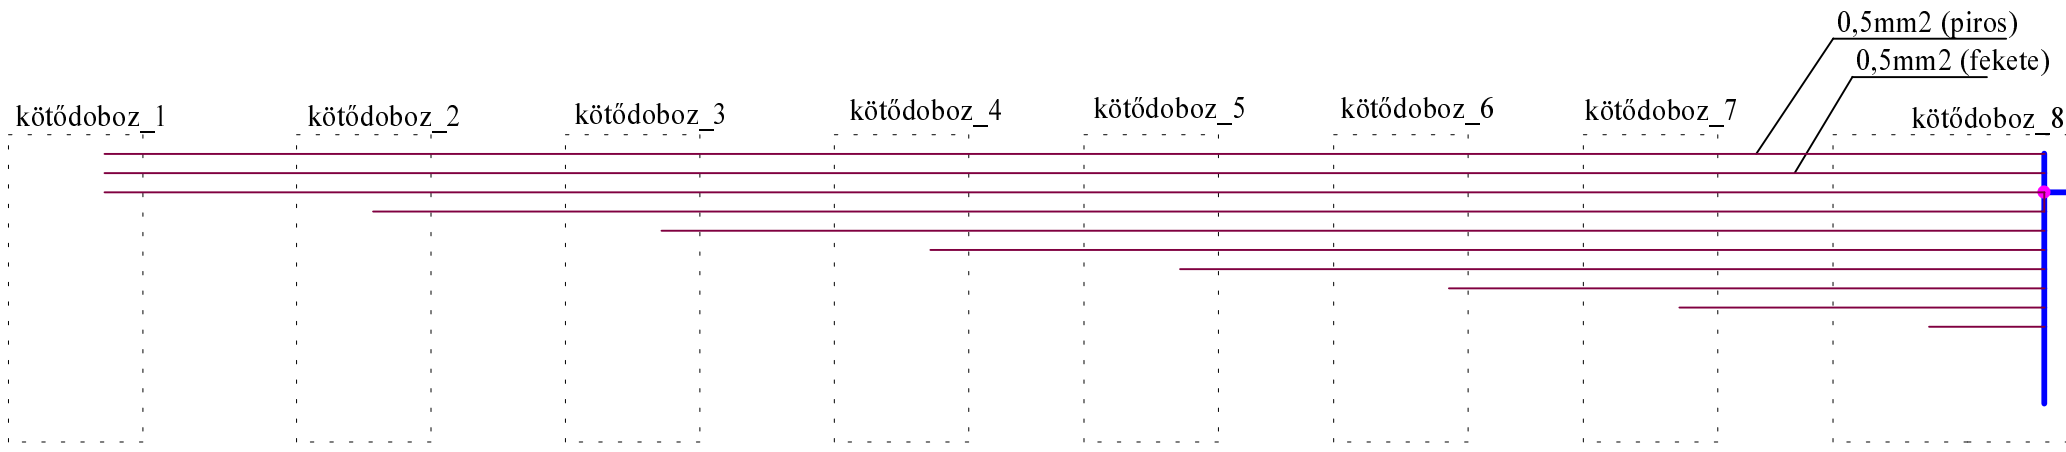 0,5mm2 (piros)
0,5mm2 (fekete)
kötődoboz_1
kötődoboz_2
kötődoboz_3
kötődoboz_4
kötődoboz_5
kötődoboz_6
kötődoboz_7
kötődoboz_8